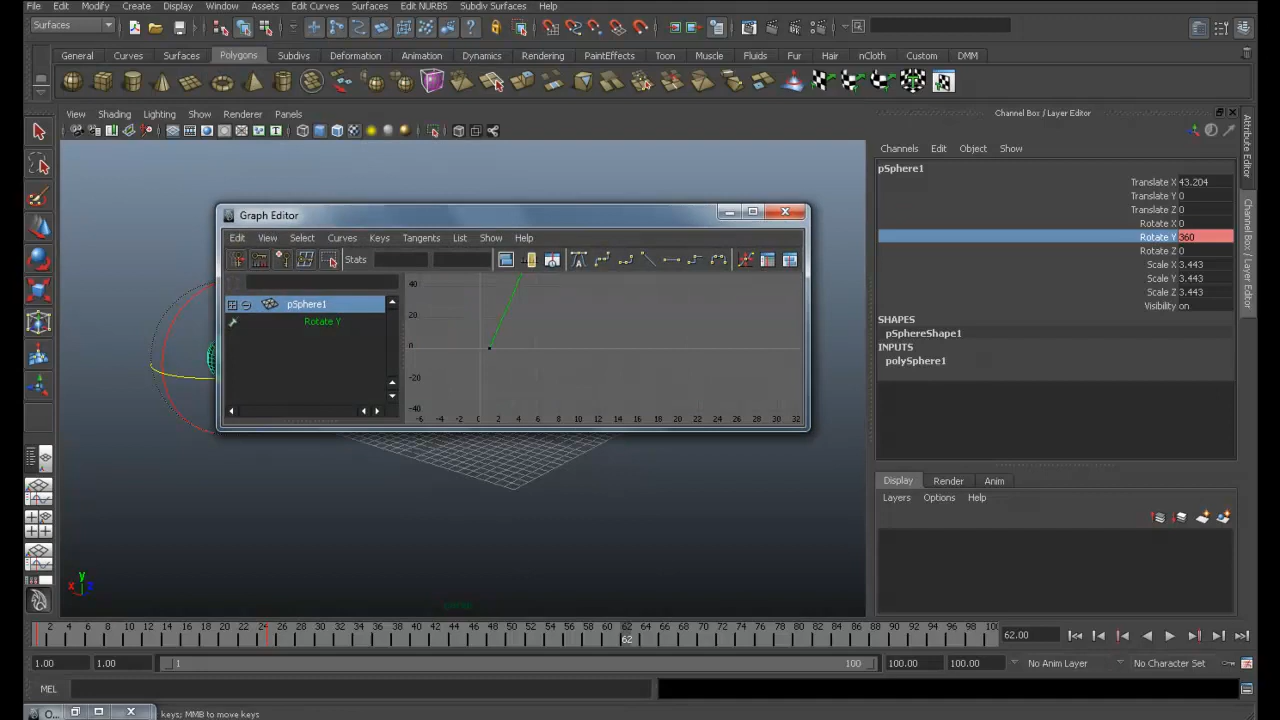 File Edit Modify Create Display Window Assets Edit Curves Surfaces Edit NURBS Subdiv Surfaces Help
Surfaces
General Curves Surfaces Polygons Subdivs Deformation Animation Dynamics Rendering PaintEffects Toon Muscle Fluids Fur Hair nCloth Custom DMM
View Shading Lighting Show Renderer Panels
Channel Box / Layer Editor
Channels Edit Object Show
pSphere1
Translate X 43.204
Translate Y 0
Translate Z 0
Rotate X 0
Rotate Y 360
Rotate Z 0
Scale X 3.443
Scale Y 3.443
Scale Z 3.443
Visibility on
SHAPES
pSphereShape1
INPUTS
polySphere1
Attribute Editor
Channel Box / Layer Editor
Graph Editor
Edit View Select Curves Keys Tangents List Show Help
Stats
pSphere1
Rotate Y
40
20
0
-20
-40
-6 -4 -2 0 2 4 6 8 10 12 14 16 18 20 22 24 26 28 30 32
Display Render Anim
Layers Options Help
y
x z
persp
2 4 6 8 10 12 14 16 18 20 22 24 26 28 30 32 34 36 38 40 42 44 46 48 50 52 54 56 58 60 62 64 66 68 70 72 74 76 78 80 82 84 86 88 90 92 94 96 98 100
62
62.00
1.00 1.00 1 100 100.00 100.00 No Anim Layer No Character Set
MEL
O... keys; MMB to move keys